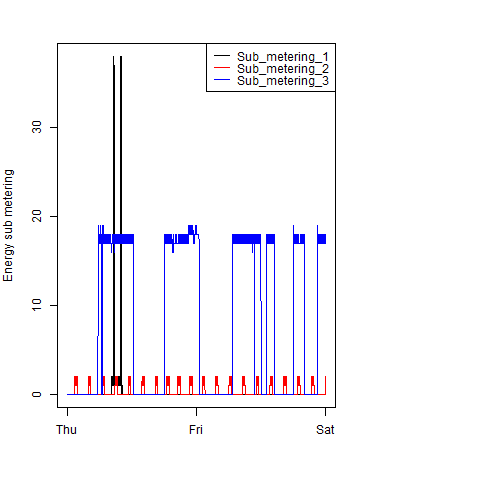 Sub_metering_1
Sub_metering_2
Sub_metering_3
Energy sub metering
30
20
10
0
Thu
Fri
Sat